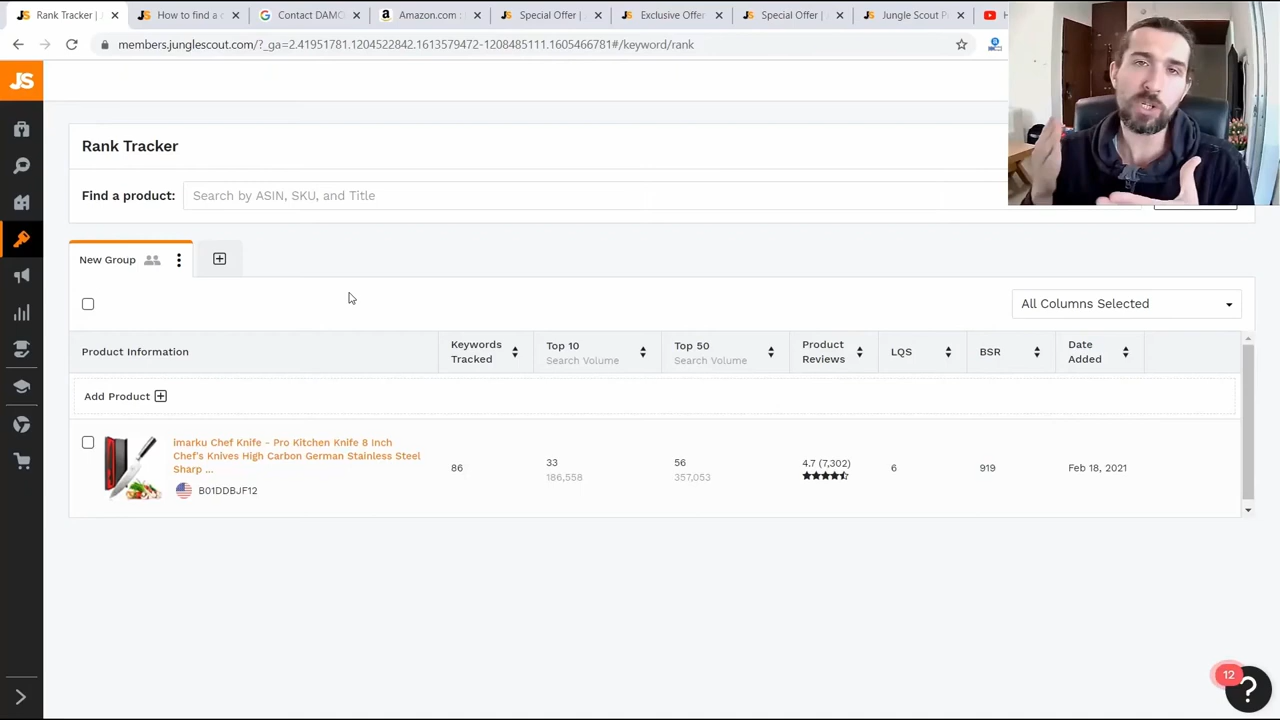 Rank Tracker |
How to find a c
Contact DAMO
Amazon.com :
Special Offer |
Exclusive Offer
Special Offer |
Jungle Scout P
H
members.junglescout.com/?_ga=2.41951781.1204522842.1613579472-1208485111.1605466781#/keyword/rank
JS
Rank Tracker
Find a product:
Search by ASIN, SKU, and Title
New Group
All Columns Selected
Product Information
Keywords Tracked
Top 10
Search Volume
Top 50
Search Volume
Product Reviews
LQS
BSR
Date Added
Add Product
imarku Chef Knife - Pro Kitchen Knife 8 Inch
Chef's Knives High Carbon German Stainless Steel
Sharp ...
B01DDBJF12
86
33
186,558
56
357,053
4.7 (7,302)
6
919
Feb 18, 2021
12
?